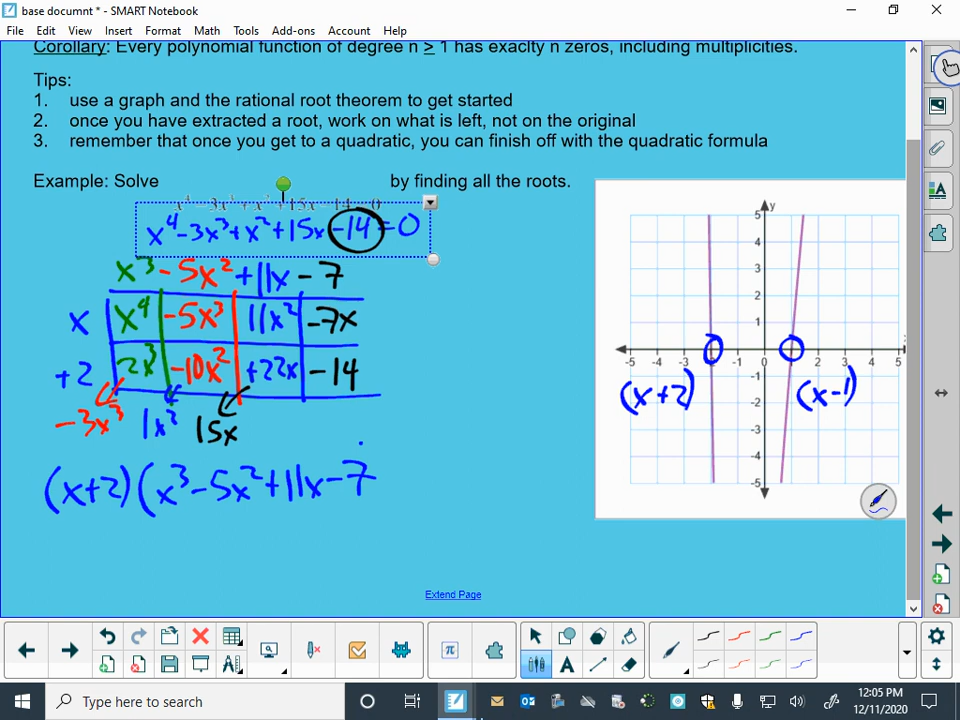 base documnt * - SMART Notebook
File Edit View Insert Format Math Tools Add-ons Account Help
Corollary: Every polynomial function of degree n > 1 has exaclty n zeros, including multiplicities.
Tips:
1. use a graph and the rational root theorem to get started
2. once you have extracted a root, work on what is left, not on the original
3. remember that once you get to a quadratic, you can finish off with the quadratic formula
Example: Solve by finding all the roots.
x⁴-3x³+x²+15x-14=0
x³ -5x² +11x -7
x x⁴ -5x³ 11x² -7x
+2 2x³ -10x² +22x -14
-3x³ 1x² 15x
(x+2)(x³-5x²+11x-7
y
5
4
3
2
1
-5 -4 -3 -2 -1 0 1 2 3 4 5
-1
-2
-3
-4
-5
(x+2) (x-1)
Extend Page
π
A
Type here to search
12:05 PM
12/11/2020